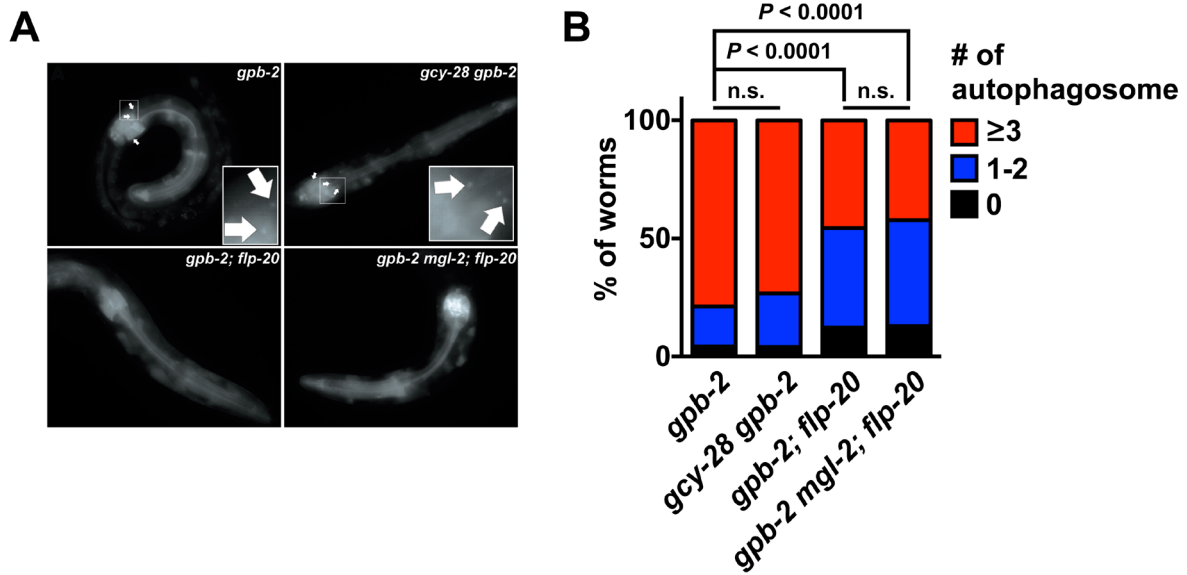 A
gpb-2
gcy-28 gpb-2
gpb-2; flp-20
gpb-2 mgl-2; flp-20
B
P < 0.0001
P < 0.0001
n.s.
n.s.
# of
autophagosome
≥3
1-2
0
% of worms
100
50
0
gpb-2
gcy-28 gpb-2
gpb-2; flp-20
gpb-2 mgl-2; flp-20